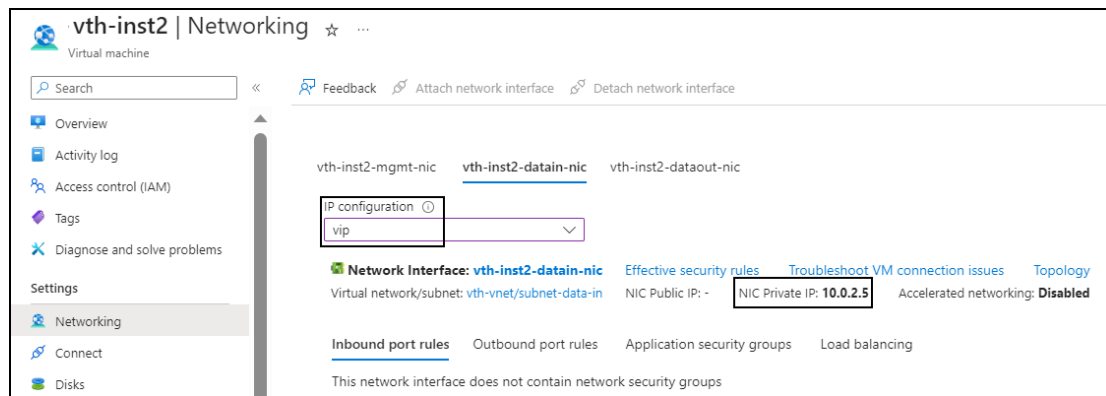 vth-inst2 | Networking ☆ ...
Virtual machine
Search «
Feedback Attach network interface Detach network interface
Overview
Activity log
Access control (IAM)
Tags
Diagnose and solve problems
Settings
Networking
Connect
Disks
vth-inst2-mgmt-nic vth-inst2-datain-nic vth-inst2-dataout-nic
IP configuration
vip
Network Interface: vth-inst2-datain-nic Effective security rules Troubleshoot VM connection issues Topology
Virtual network/subnet: vth-vnet/subnet-data-in NIC Public IP: - NIC Private IP: 10.0.2.5 Accelerated networking: Disabled
Inbound port rules Outbound port rules Application security groups Load balancing
This network interface does not contain network security groups